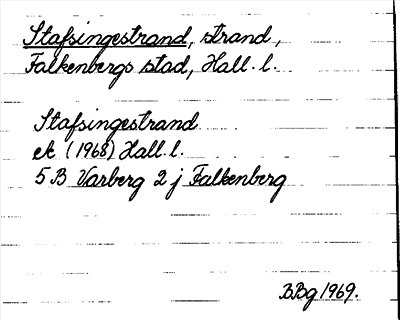 Stafsingestrand, strand,
Falkenbergs stad, Hall. l.
Stafsingestrand
ek (1968) Hall. l.
5 B Varberg 2 j Falkenberg
BBg 1969.